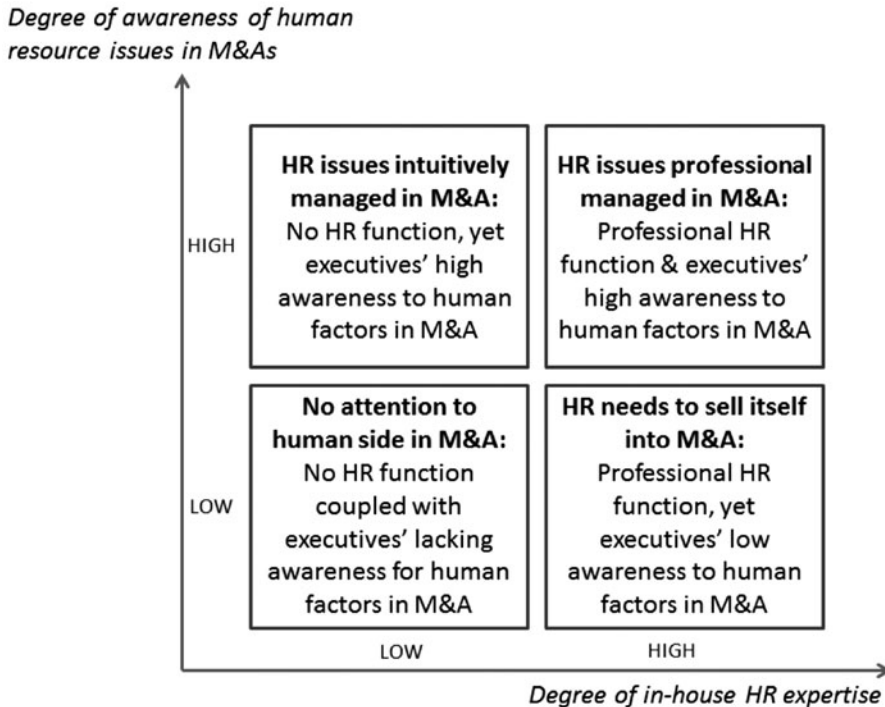 Degree of awareness of human
resource issues in M&As
HIGH
HR issues intuitively
managed in M&A:
No HR function, yet
executives’ high
awareness to human
factors in M&A
HR issues professional
managed in M&A:
Professional HR
function & executives’
high awareness to
human factors in M&A
LOW
No attention to
human side in M&A:
No HR function
coupled with
executives’ lacking
awareness for human
factors in M&A
HR needs to sell itself
into M&A:
Professional HR
function, yet
executives’ low
awareness to human
factors in M&A
LOW
HIGH
Degree of in-house HR expertise